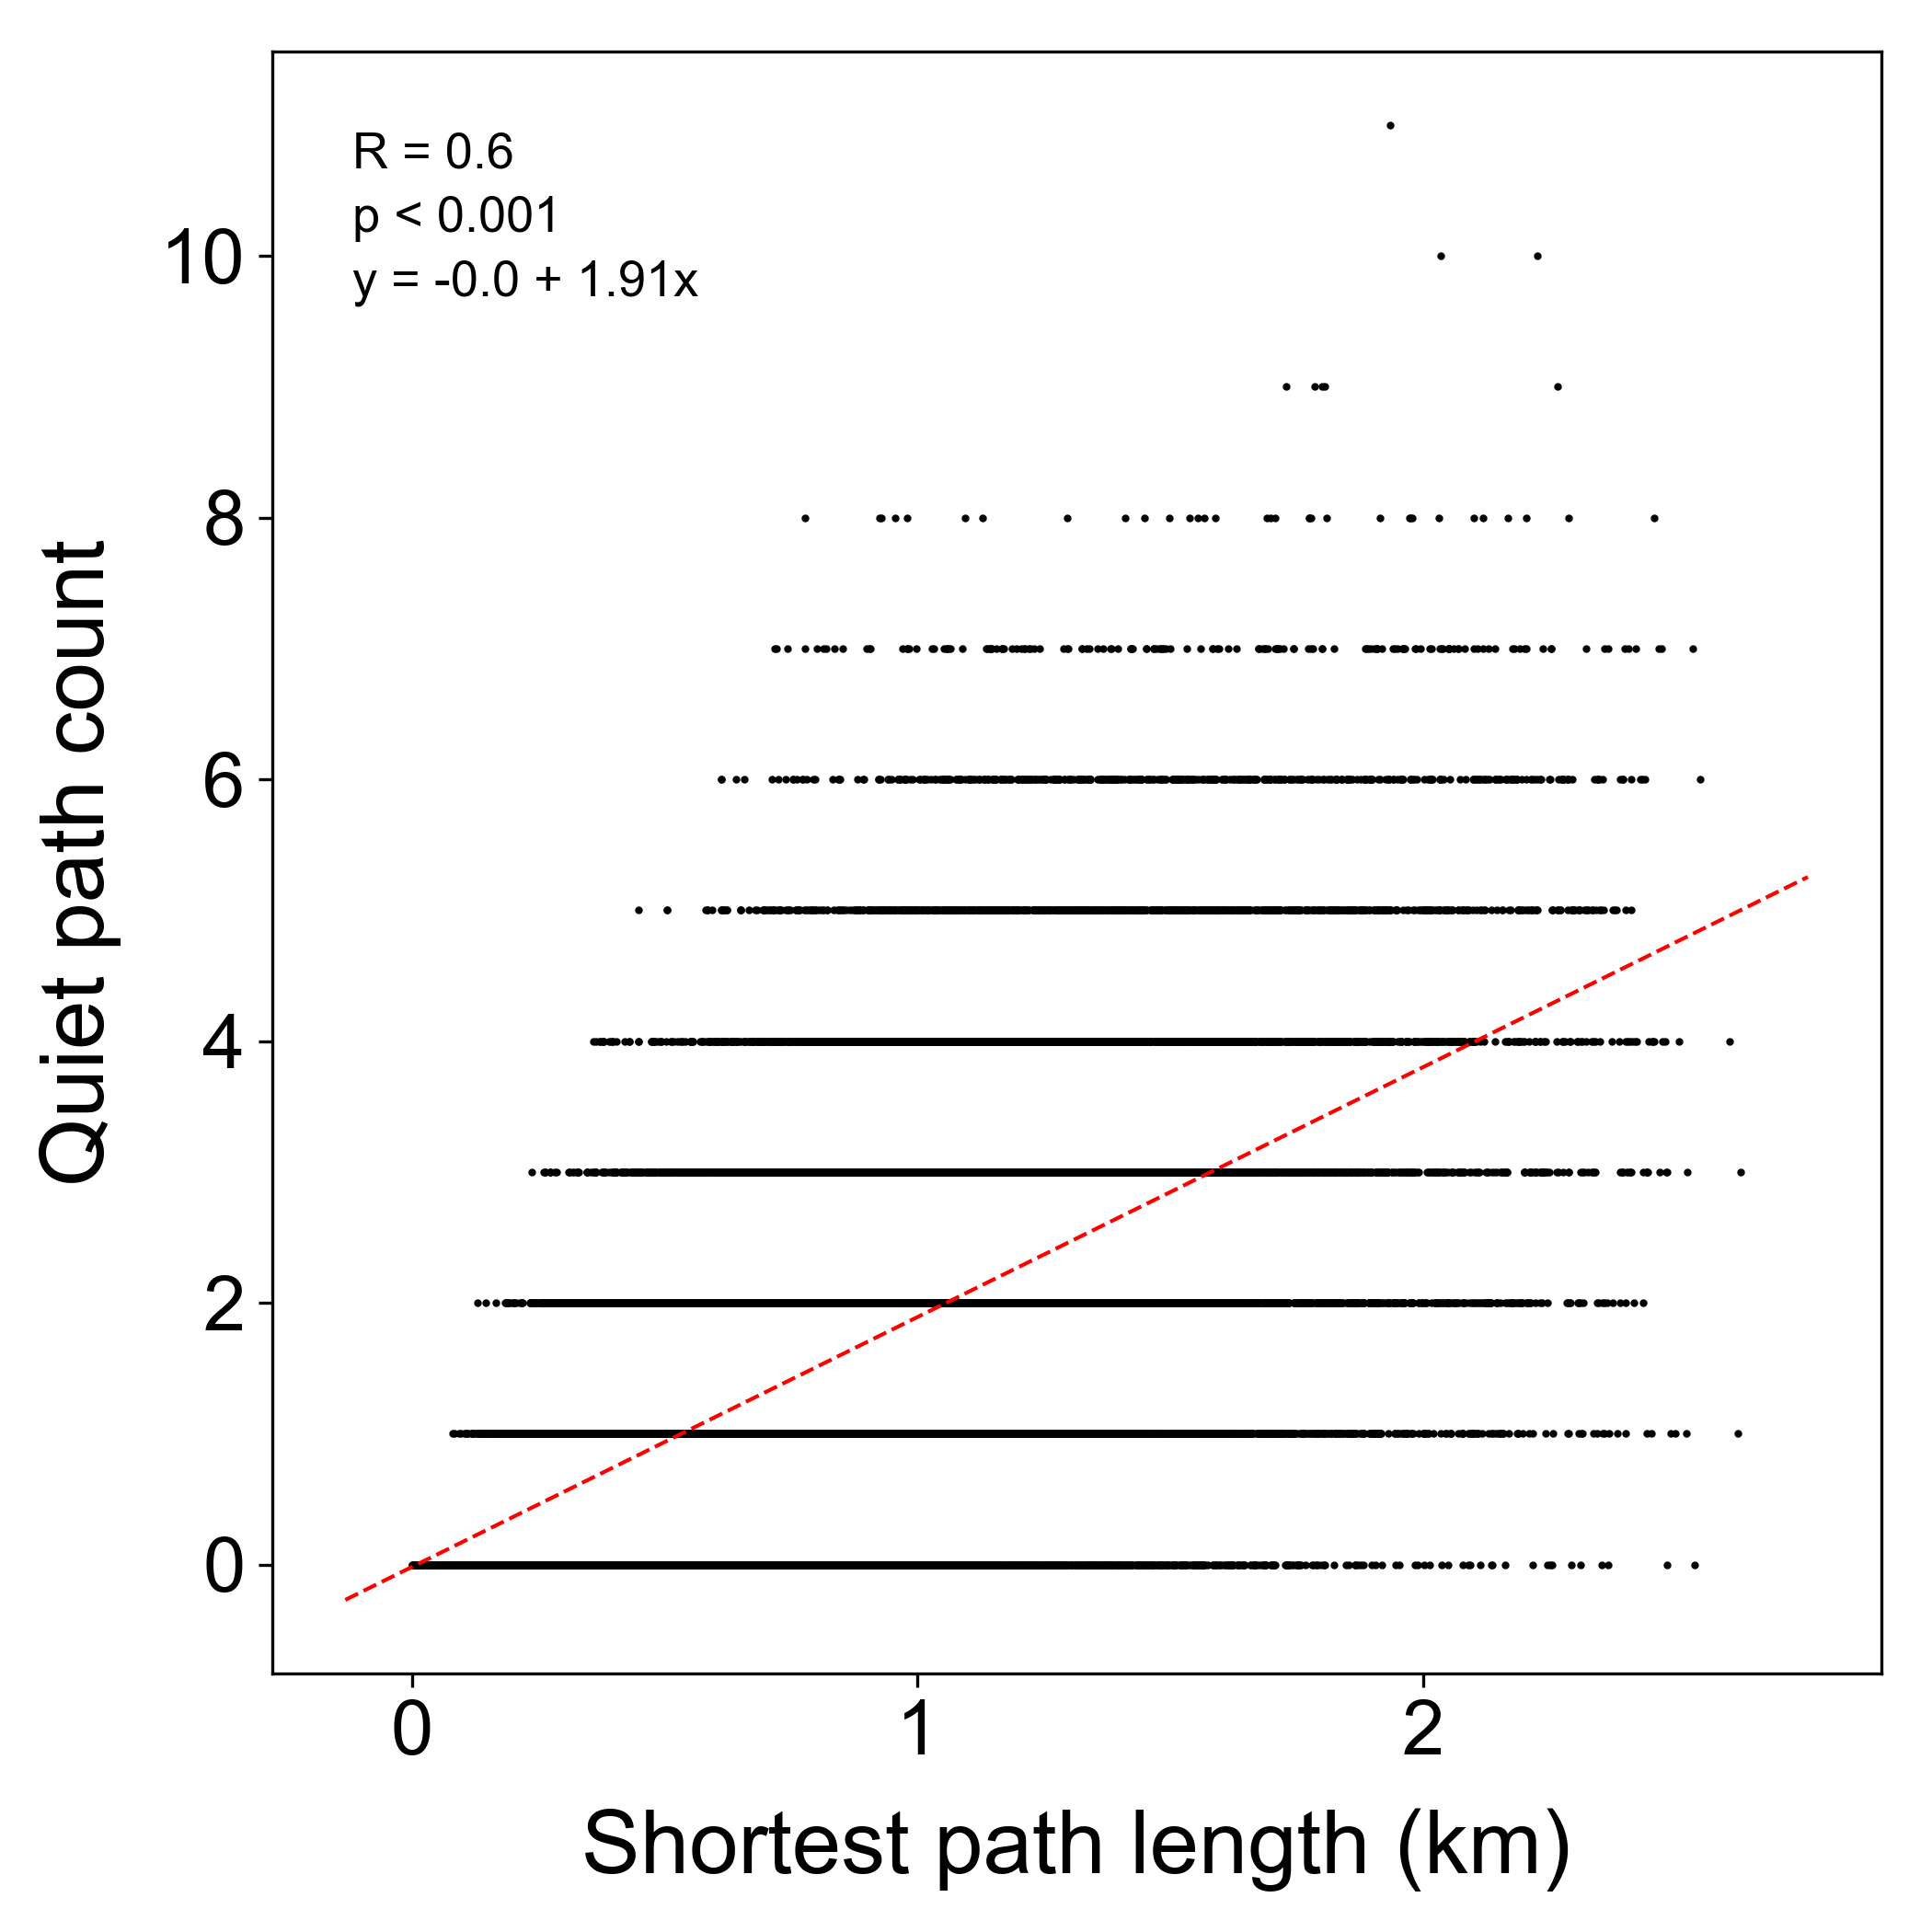 R = 0.6
p < 0.001
y = -0.0 + 1.91x
Quiet path count
10
8
6
4
2
0
0 1 2
Shortest path length (km)